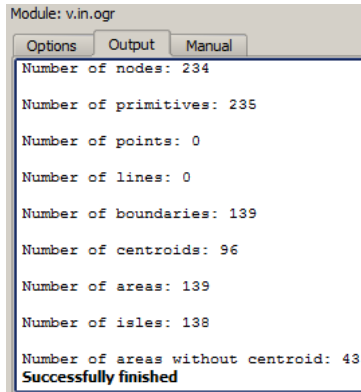 Module: v.in.ogr
Options Output Manual
Number of nodes: 234
Number of primitives: 235
Number of points: 0
Number of lines: 0
Number of boundaries: 139
Number of centroids: 96
Number of areas: 139
Number of isles: 138
Number of areas without centroid: 43
Successfully finished